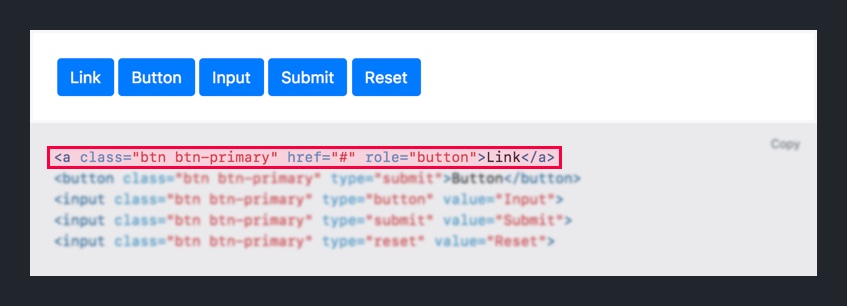 Link Button Input Submit Reset
Copy
<a class="btn btn-primary" href="#" role="button">Link</a>
<button class="btn btn-primary" type="submit">Button</button>
<input class="btn btn-primary" type="button" value="Input">
<input class="btn btn-primary" type="submit" value="Submit">
<input class="btn btn-primary" type="reset" value="Reset">